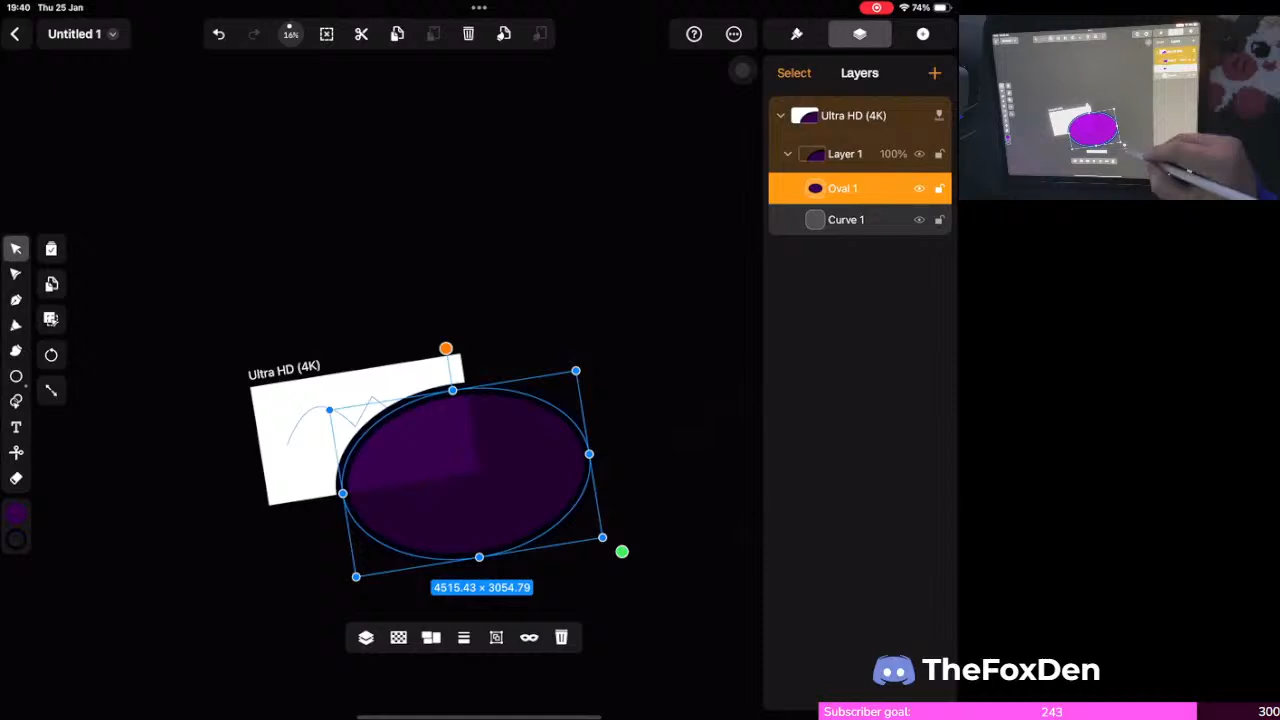 19:40 Thu 25 Jan
74%
Untitled 1
16%
Select Layers
Ultra HD (4K)
Layer 1 100%
Oval 1
Curve 1
Ultra HD (4K)
T
4515.43 × 3054.79
TheFoxDen
Subscriber goal: 243 300